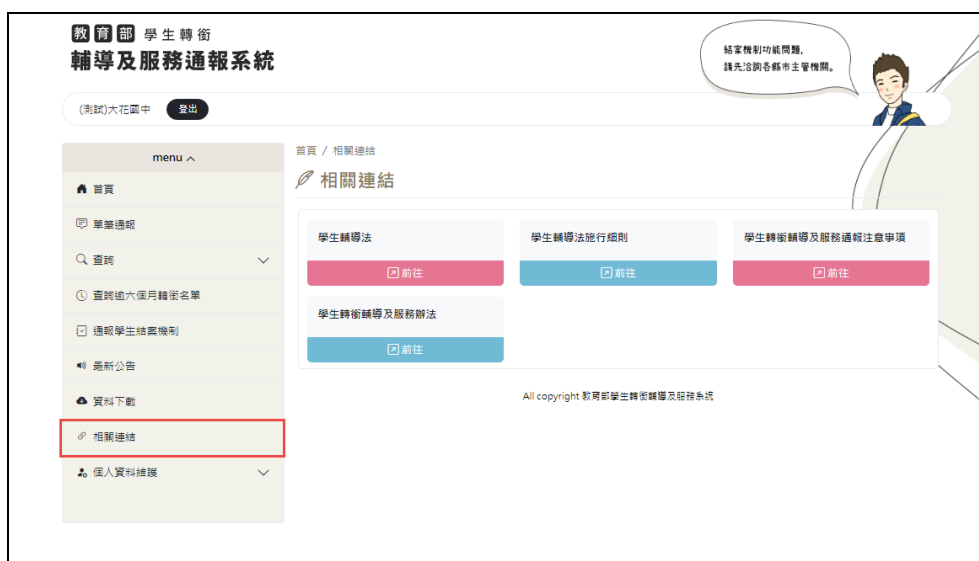 教育部 學生轉銜
輔導及服務通報系統
結案機制功能問題,
請先洽詢各縣市主管機關。
(測試)大花國中 登出
menu
首頁
單筆通報
查詢
查詢逾六個月轉銜名單
通報學生結案機制
最新公告
資料下載
相關連結
個人資料維護
首頁 / 相關連結
相關連結
學生輔導法
前往
學生輔導法施行細則
前往
學生轉銜輔導及服務通報注意事項
前往
學生轉銜輔導及服務辦法
前往
All copyright 教育部學生轉銜輔導及服務系統